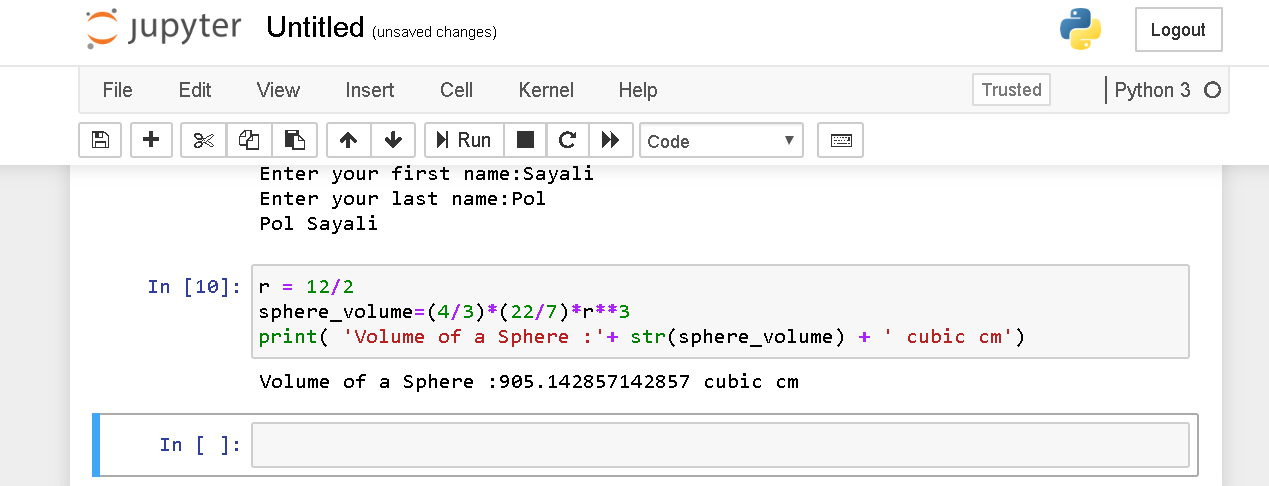 jupyter Untitled (unsaved changes) Logout
File Edit View Insert Cell Kernel Help Trusted Python 3
Run Code
Enter your first name:Sayali
Enter your last name:Pol
Pol Sayali
In [10]: r = 12/2
sphere_volume=(4/3)*(22/7)*r**3
print( 'Volume of a Sphere :'+ str(sphere_volume) + ' cubic cm')
Volume of a Sphere :905.142857142857 cubic cm
In [ ]: